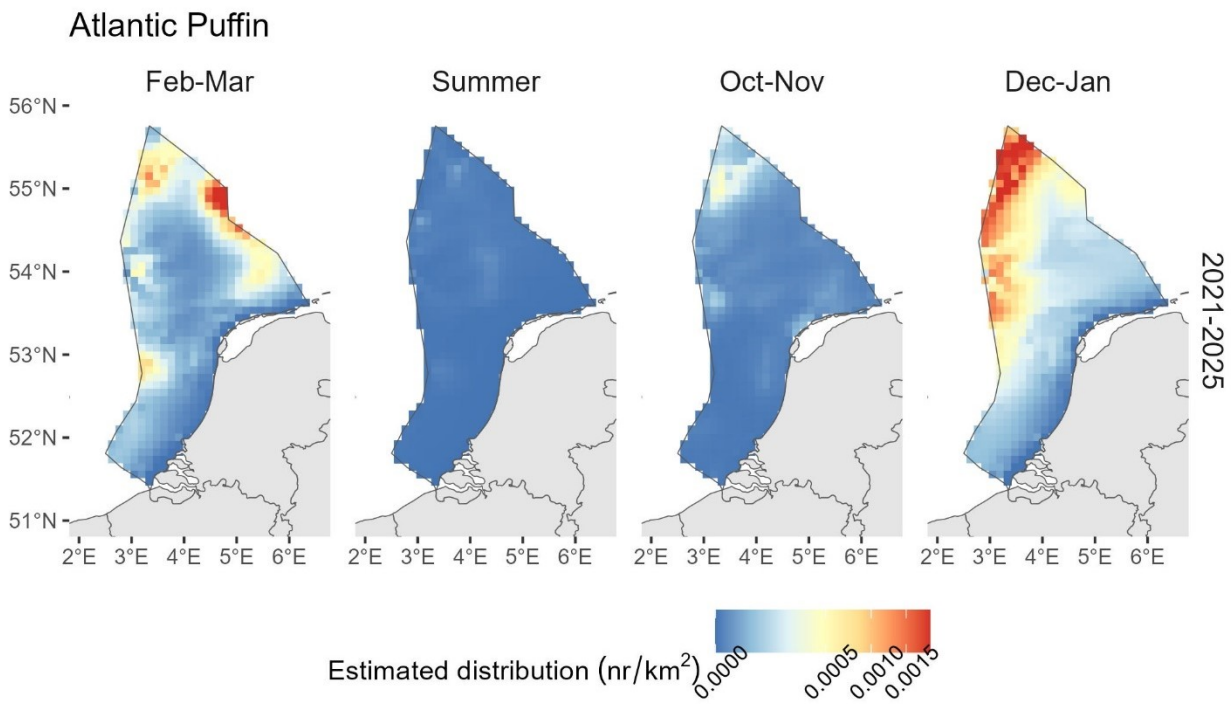 Atlantic Puffin
Feb-Mar Summer Oct-Nov Dec-Jan
56°N
55°N
54°N
53°N
52°N
51°N
2021-2025
2°E 3°E 4°E 5°E 6°E 2°E 3°E 4°E 5°E 6°E 2°E 3°E 4°E 5°E 6°E 2°E 3°E 4°E 5°E 6°E
Estimated distribution (nr/km²)
0.0000 0.0005 0.0010 0.0015